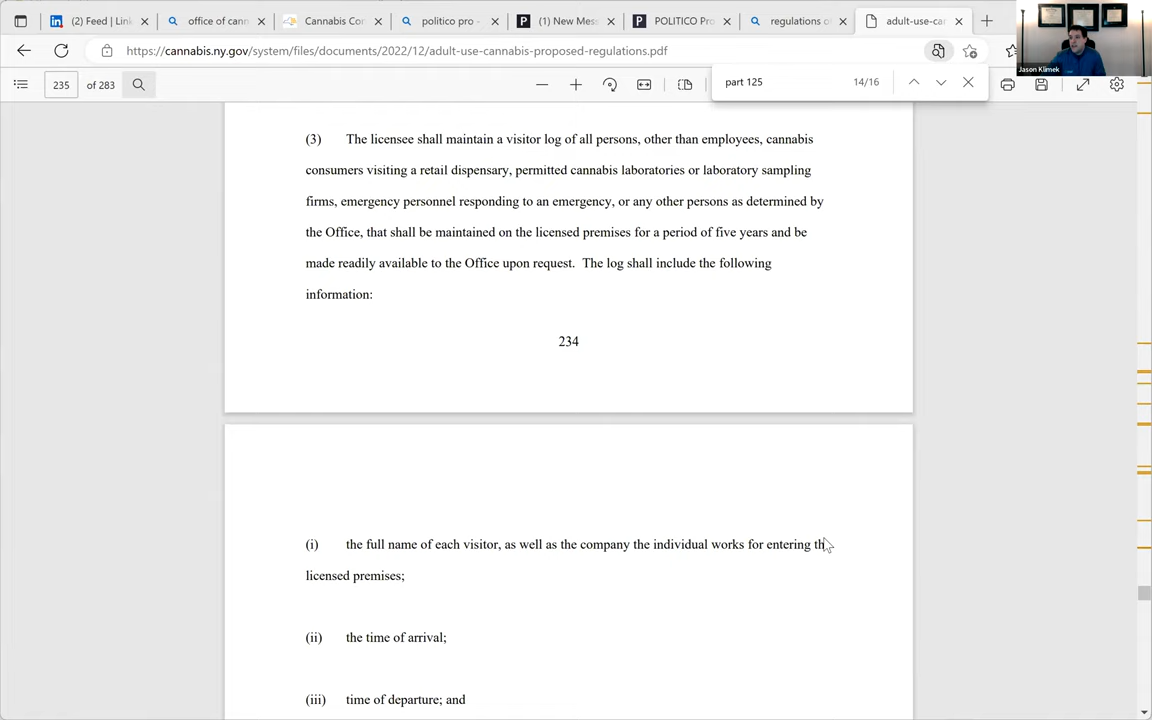 (2) Feed | Link
office of cann
Cannabis Con
politico pro -
(1) New Mess
POLITICO Pro
regulations of
adult-use-can
https://cannabis.ny.gov/system/files/documents/2022/12/adult-use-cannabis-proposed-regulations.pdf
Jason Klimek
235 of 283
part 125 14/16
(3) The licensee shall maintain a visitor log of all persons, other than employees, cannabis
consumers visiting a retail dispensary, permitted cannabis laboratories or laboratory sampling
firms, emergency personnel responding to an emergency, or any other persons as determined by
the Office, that shall be maintained on the licensed premises for a period of five years and be
made readily available to the Office upon request. The log shall include the following
information:
234
(i) the full name of each visitor, as well as the company the individual works for entering th
licensed premises;
(ii) the time of arrival;
(iii) time of departure; and